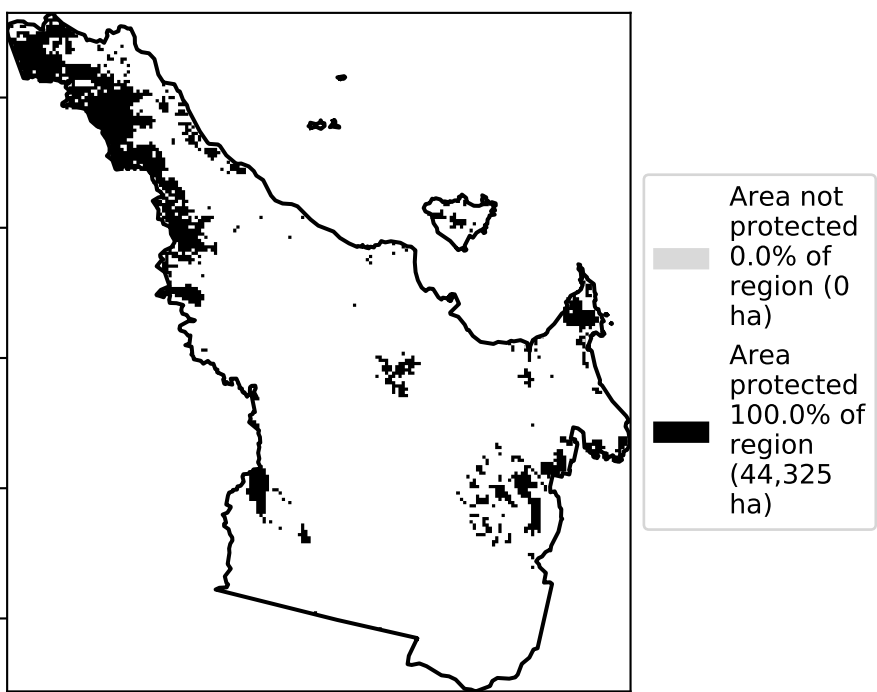 Area not
protected
0.0% of
region (0
ha)
Area
protected
100.0% of
region
(44,325
ha)